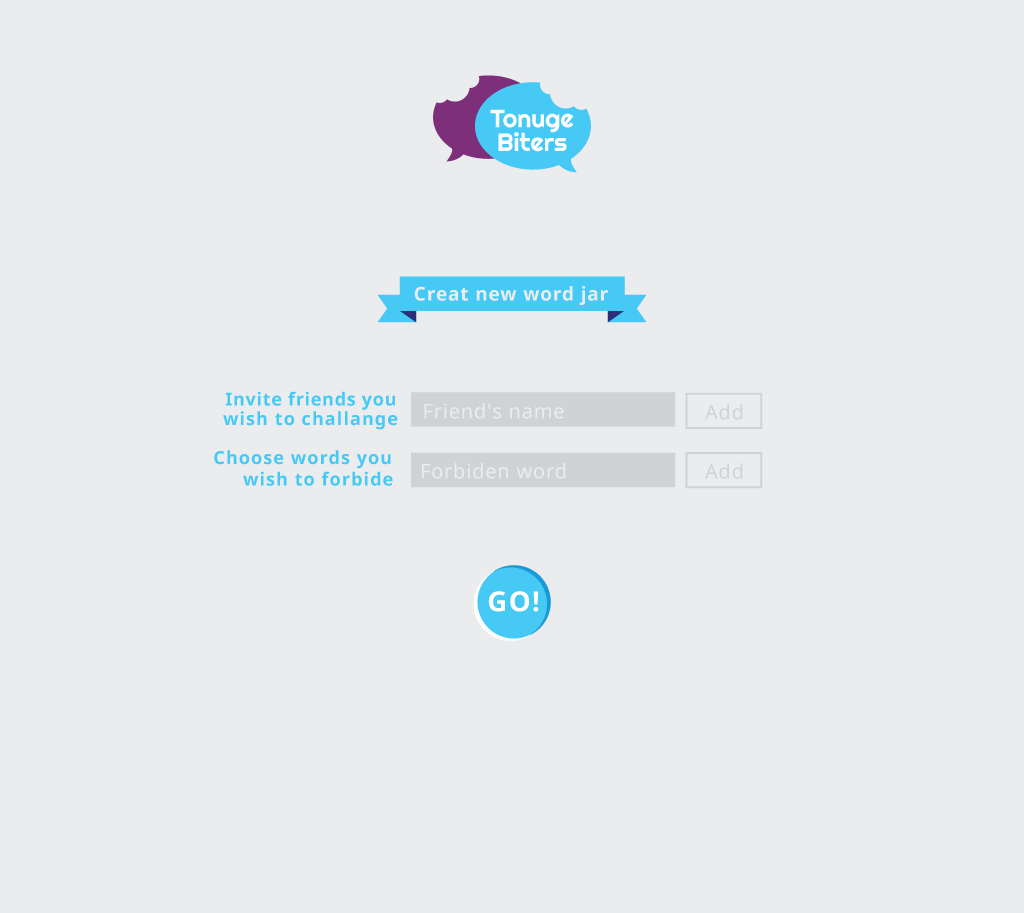 Tonuge
Biters
Creat new word jar
Invite friends you
wish to challange
Friend's name
Add
Choose words you
wish to forbide
Forbiden word
Add
GO!